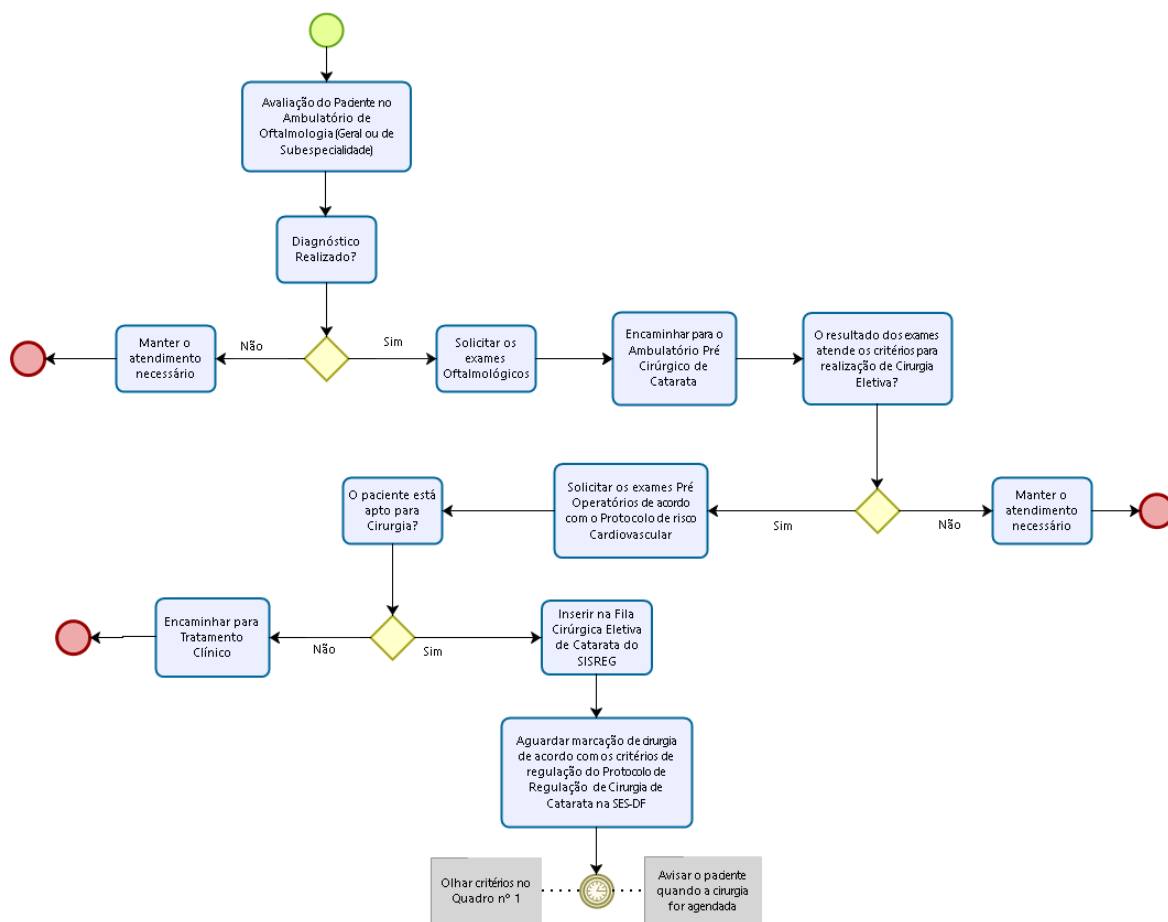 Avaliação do Paciente no
Ambulatório de
Oftalmologia (Geral ou de
Subespecialidade)
Diagnóstico
Realizado?
Manter o
atendimento
necessário
Não
Sim
Solicitar os
exames
Oftalmológicos
Encaminhar para o
Ambulatório Pré
Cirúrgico de
Catarata
O resultado dos exames
atende os critérios para
realização de Cirurgia
Eletiva?
O paciente está
apto para
Cirurgia?
Solicitar os exames Pré
Operatórios de acordo
com o Protocolo de risco
Cardiovascular
Sim
Não
Manter o
atendimento
necessário
Encaminhar para
Tratamento
Clínico
Não
Sim
Inserir na Fila
Cirúrgica Eletiva
de Catarata do
SISREG
Aguardar marcação de cirurgia
de acordo com os critérios de
regulação do Protocolo de
Regulação de Cirurgia de
Catarata na SES-DF
Olhar critérios no
Quadro nº 1
Avisar o paciente
quando a cirurgia
for agendada